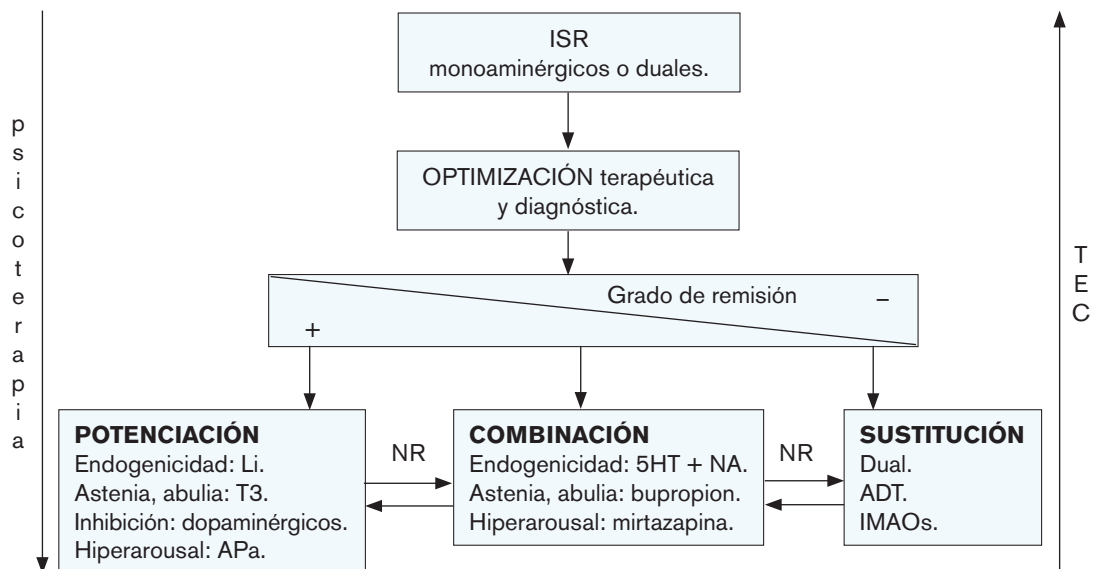 ISR
monoaminérgicos o duales.
psicoterapia
OPTIMIZACIÓN terapéutica
y diagnóstica.
TEC
Grado de remisión –
+
POTENCIACIÓN
Endogenicidad: Li.
Astenia, abulia: T3.
Inhibición: dopaminérgicos.
Hiperarousal: APa.
NR
COMBINACIÓN
Endogenicidad: 5HT + NA.
Astenia, abulia: bupropion.
Hiperarousal: mirtazapina.
NR
SUSTITUCIÓN
Dual.
ADT.
IMAOs.